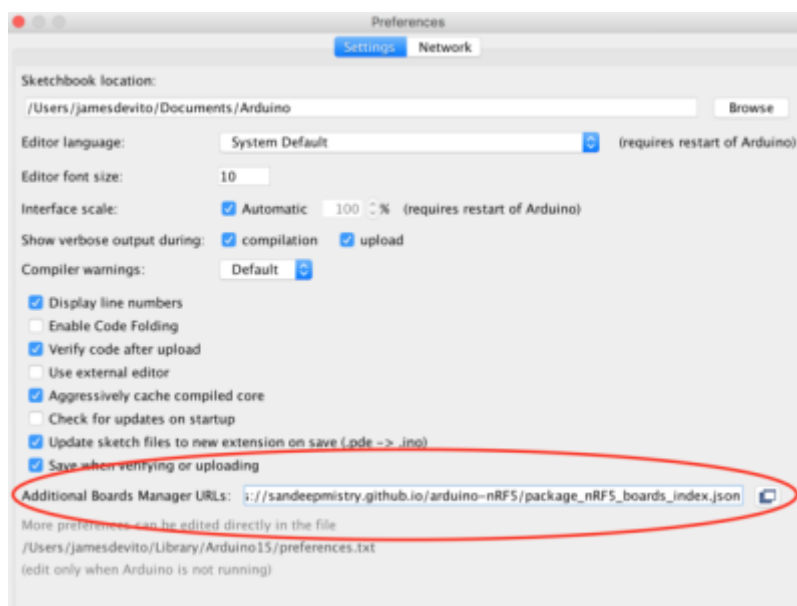 Preferences
Settings Network
Sketchbook location:
/Users/jamesdevito/Documents/Arduino Browse
Editor language: System Default (requires restart of Arduino)
Editor font size: 10
Interface scale: Automatic 100 % (requires restart of Arduino)
Show verbose output during: compilation upload
Compiler warnings: Default
Display line numbers
Enable Code Folding
Verify code after upload
Use external editor
Aggressively cache compiled core
Check for updates on startup
Update sketch files to new extension on save (.pde -> .ino)
Save when verifying or uploading
Additional Boards Manager URLs: s://sandeepmistry.github.io/arduino-nRF5/package_nRF5_boards_index.json
More preferences can be edited directly in the file
/Users/jamesdevito/Library/Arduino15/preferences.txt
(edit only when Arduino is not running)